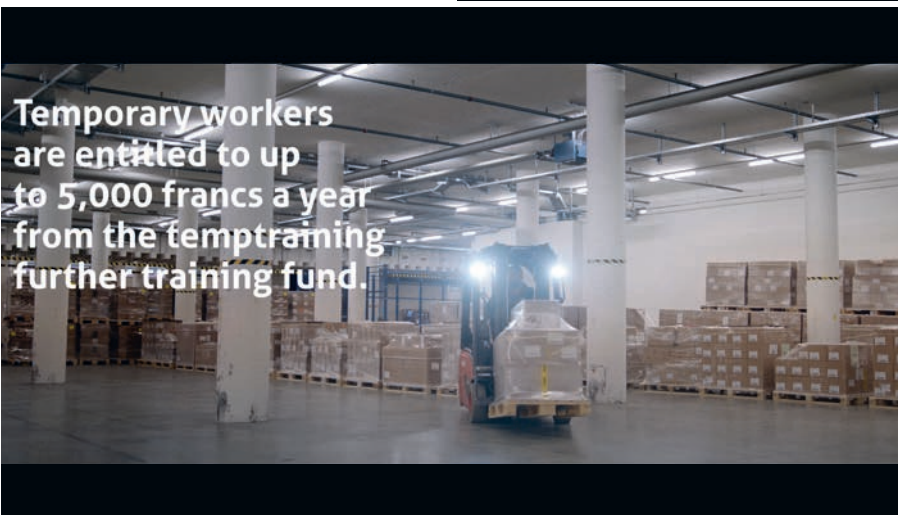 Temporary workers
are entitled to up
to 5,000 francs a year
from the temptraining
further training fund.